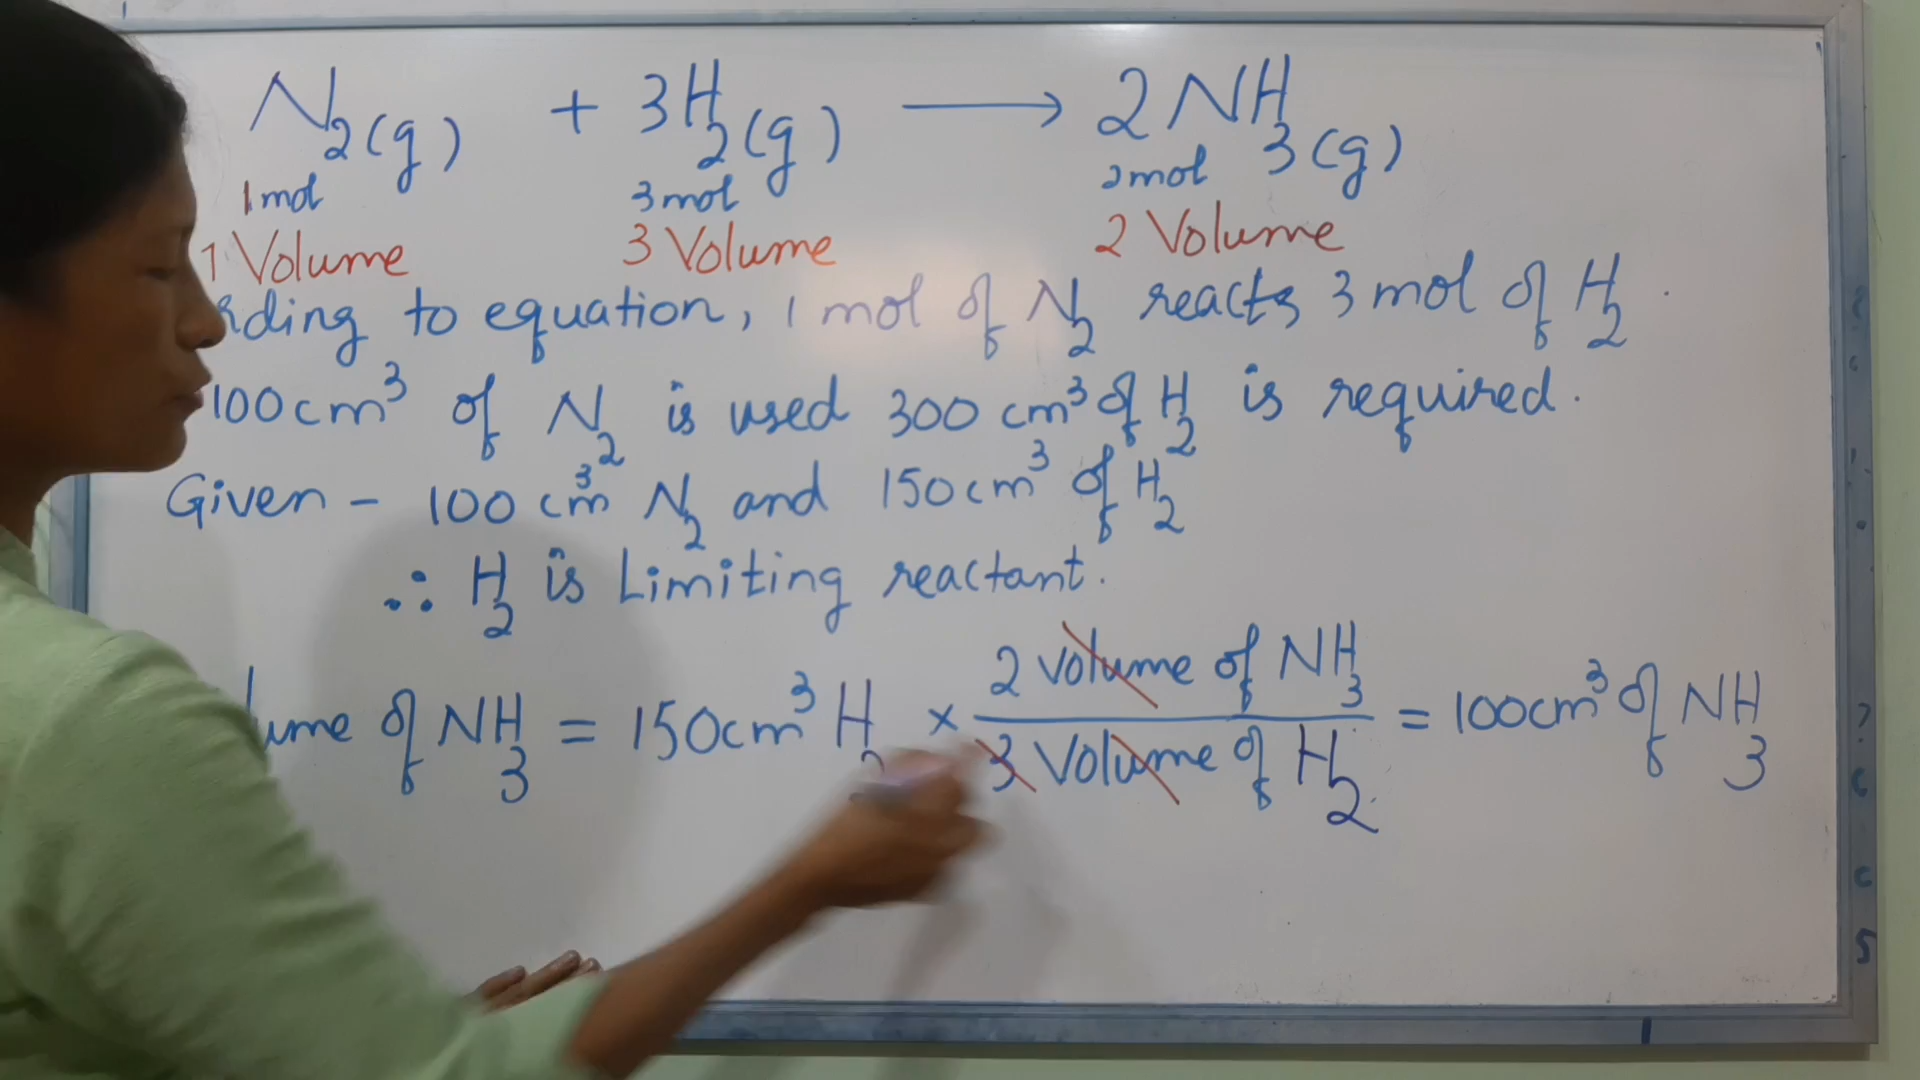 N₂(g) + 3H₂(g) ⟶ 2NH₃(g)
1mol 3mol 2mol
1 Volume 3 Volume 2 Volume
to equation, 1 mol of N₂ reacts 3 mol of H₂.
100cm³ of N₂ is used 300 cm³ of H₂ is required.
Given - 100 cm³ N₂ and 150cm³ of H₂
∴ H₂ is Limiting reactant.
of NH₃ = 150cm³ H₂ × 2 volume of NH₃ / 3 Volume of H₂ = 100cm³ of NH₃